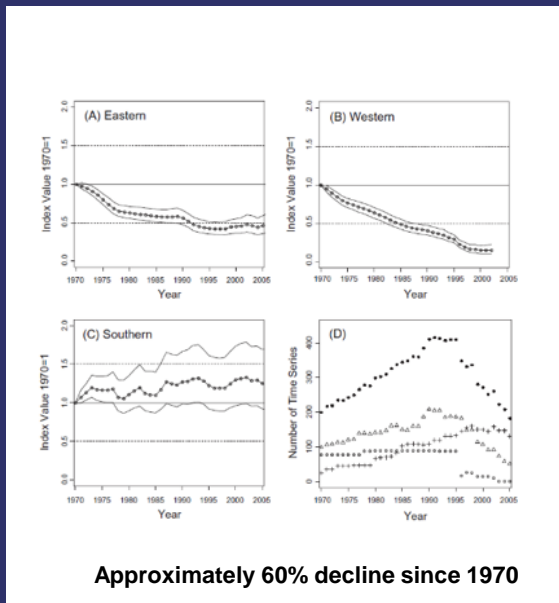 (A) Eastern
Index Value 1970=1
2.0
1.5
1.0
0.5
0.0
1970 1975 1980 1985 1990 1995 2000 2005
Year
(B) Western
Index Value 1970=1
2.0
1.5
1.0
0.5
0.0
1970 1975 1980 1985 1990 1995 2000 2005
Year
(C) Southern
Index Value 1970=1
2.0
1.5
1.0
0.5
0.0
1970 1975 1980 1985 1990 1995 2000 2005
Year
(D)
Number of Time Series
400
300
200
100
0
1970 1975 1980 1985 1990 1995 2000 2005
Year
Approximately 60% decline since 1970